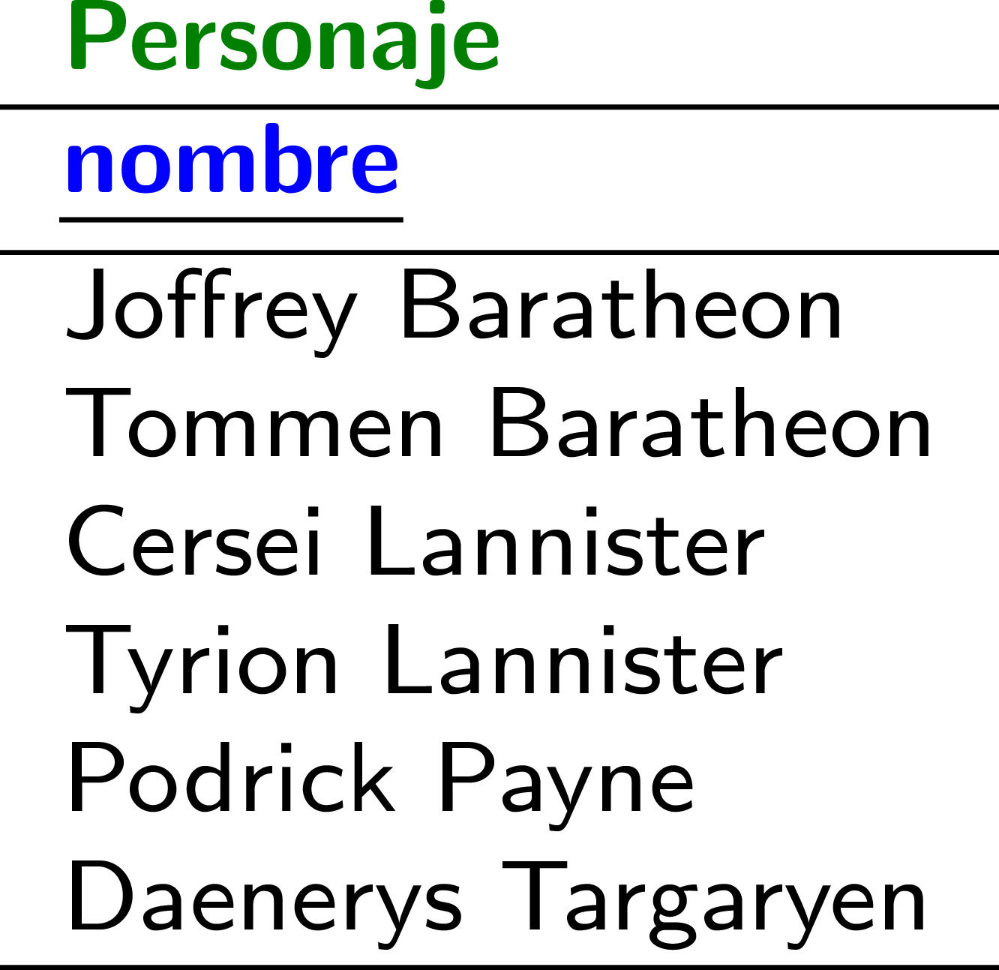 Personaje
nombre
Joffrey Baratheon
Tommen Baratheon
Cersei Lannister
Tyrion Lannister
Podrick Payne
Daenerys Targaryen